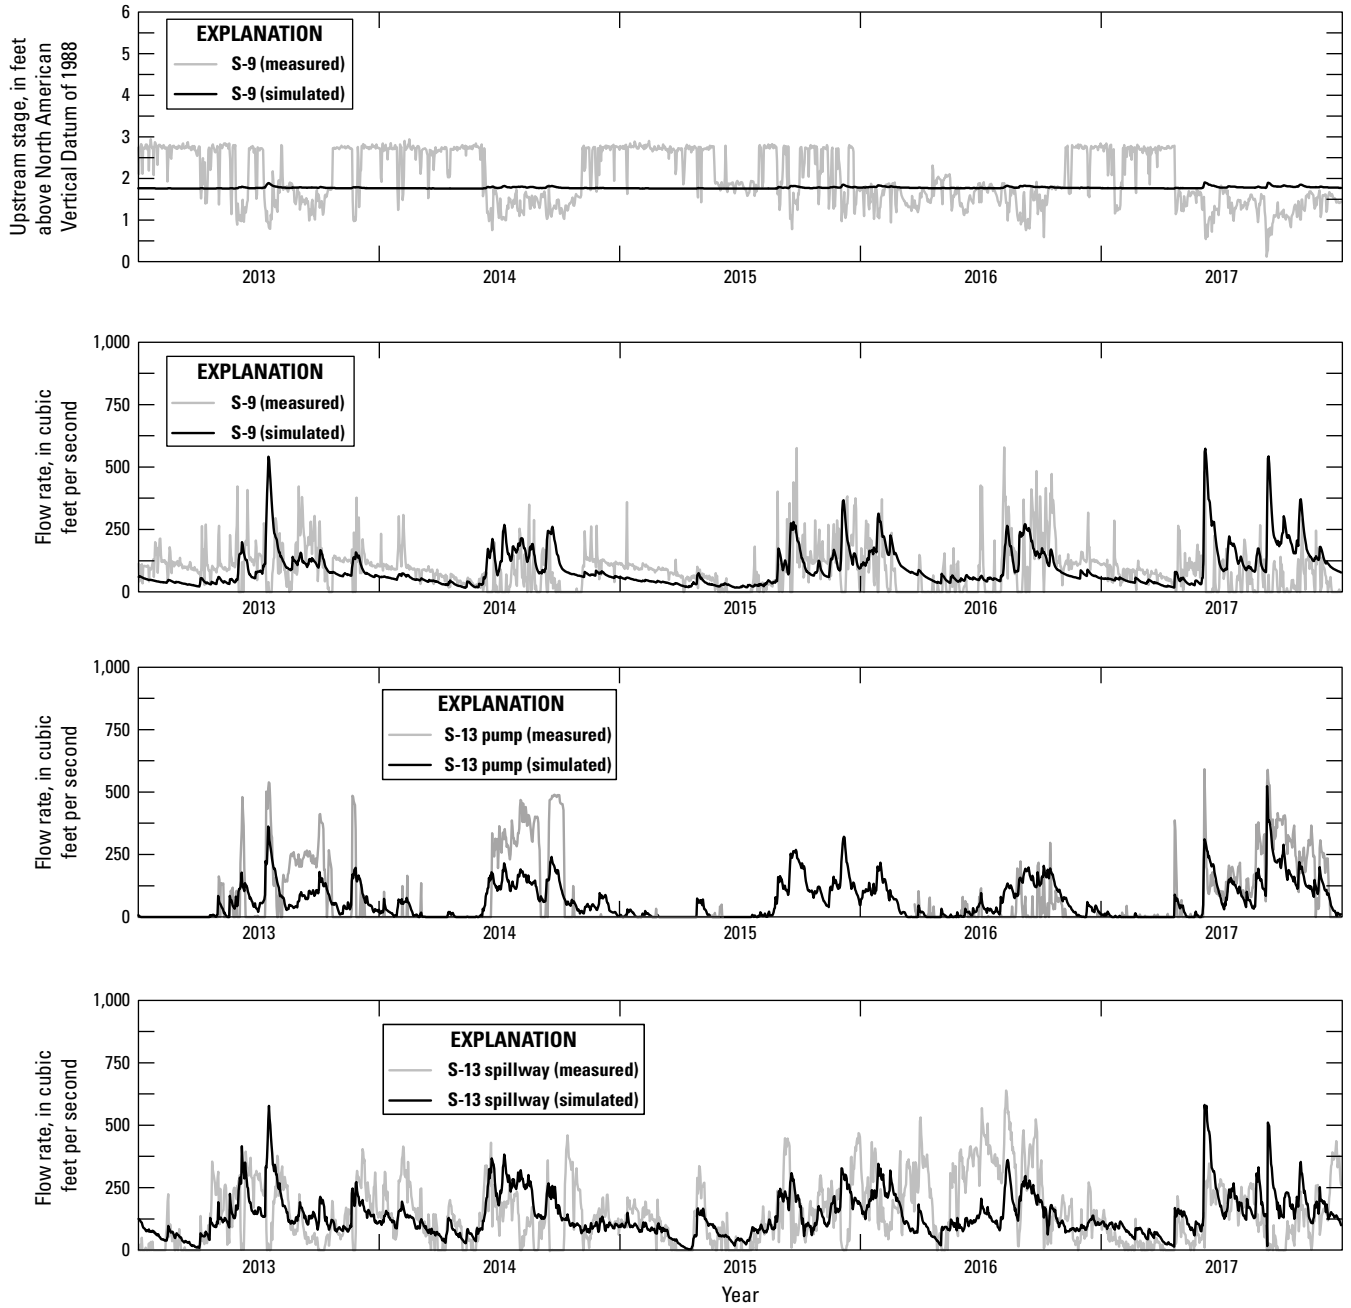 Upstream stage, in feet
above North American
Vertical Datum of 1988
6
5
4
3
2
1
0
EXPLANATION
S-9 (measured)
S-9 (simulated)
2013 2014 2015 2016 2017
Flow rate, in cubic
feet per second
1,000
750
500
250
0
EXPLANATION
S-9 (measured)
S-9 (simulated)
2013 2014 2015 2016 2017
Flow rate, in cubic
feet per second
1,000
750
500
250
0
EXPLANATION
S-13 pump (measured)
S-13 pump (simulated)
2013 2014 2015 2016 2017
Flow rate, in cubic
feet per second
1,000
750
500
250
0
EXPLANATION
S-13 spillway (measured)
S-13 spillway (simulated)
2013 2014 2015 2016 2017
Year